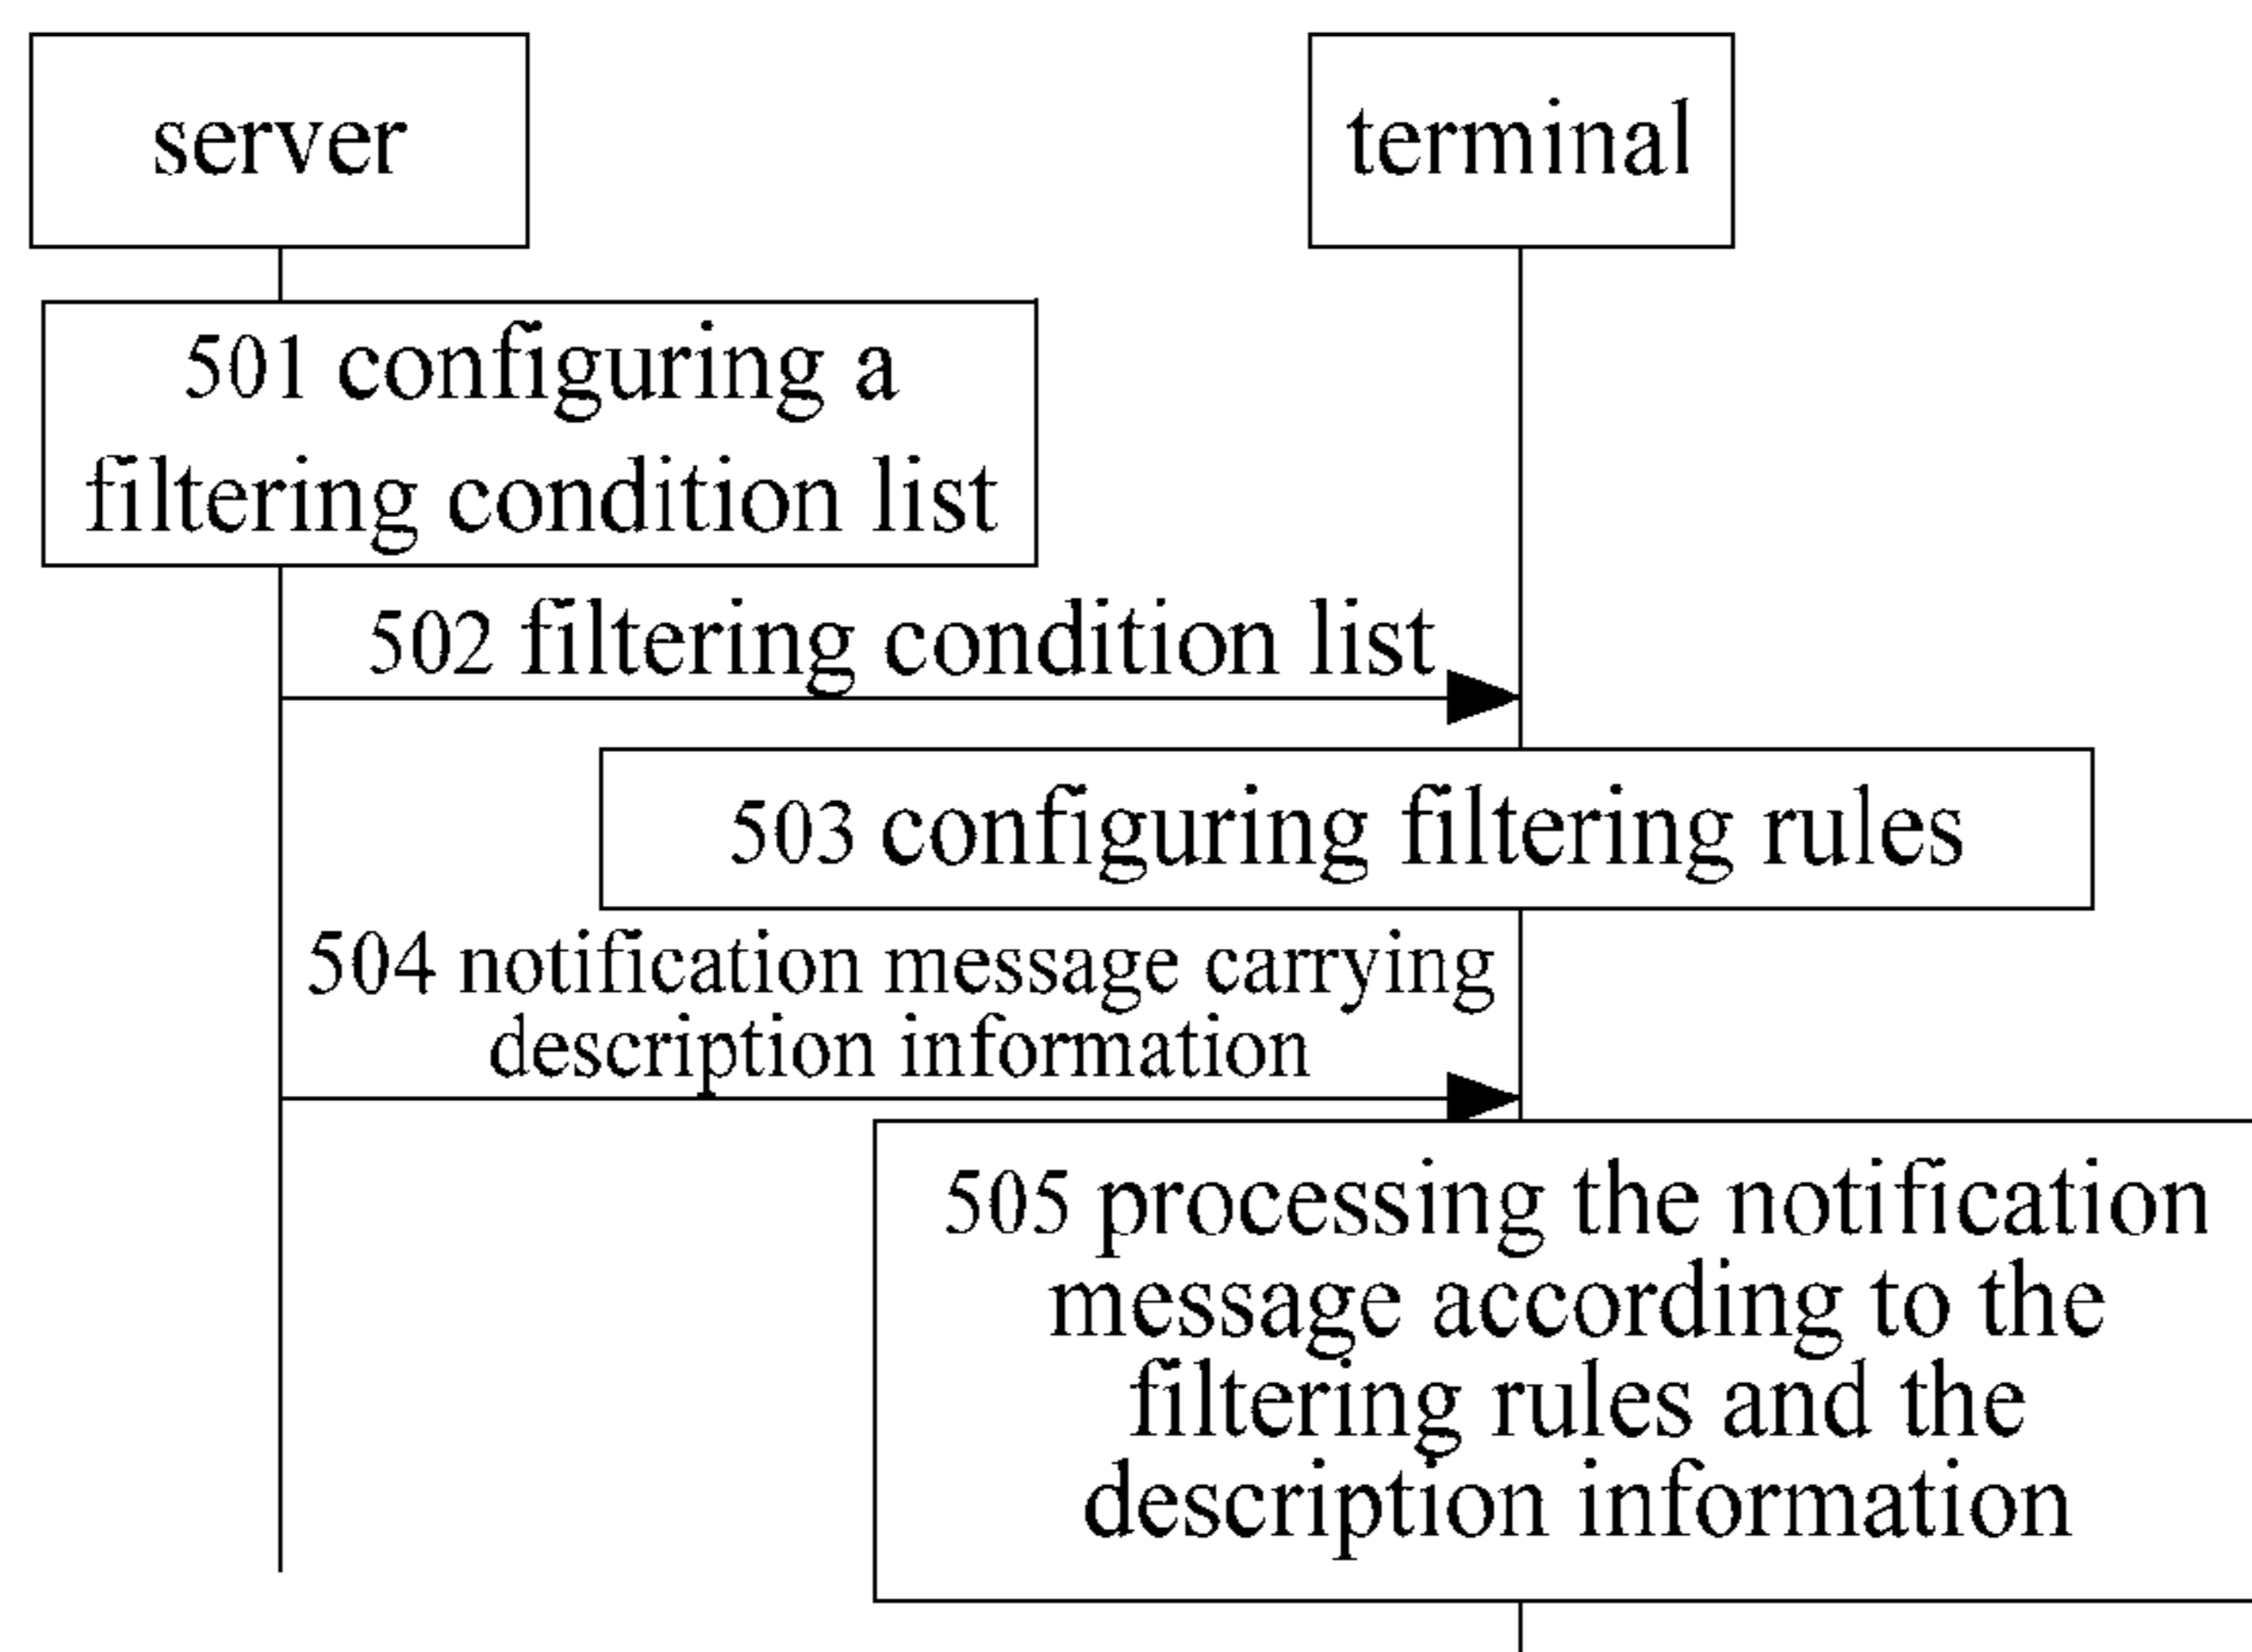 server
terminal
501 configuring a
filtering condition list
502 filtering condition list
503 configuring filtering rules
504 notification message carrying
description information
505 processing the notification
message according to the
filtering rules and the
description information